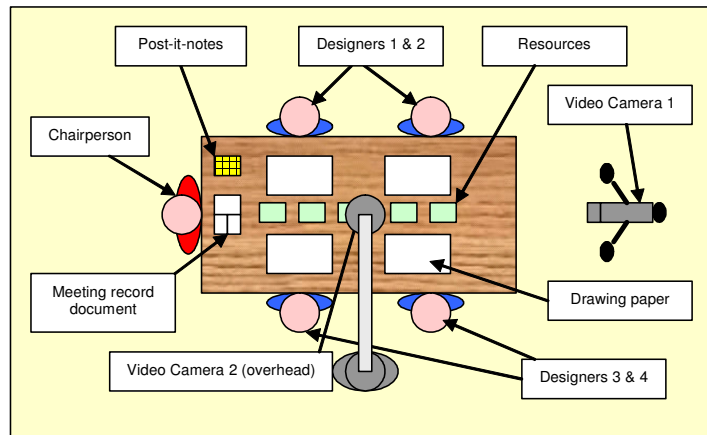 Post-it-notes
Designers 1 & 2
Resources
Video Camera 1
Chairperson
Meeting record
document
Drawing paper
Video Camera 2 (overhead)
Designers 3 & 4